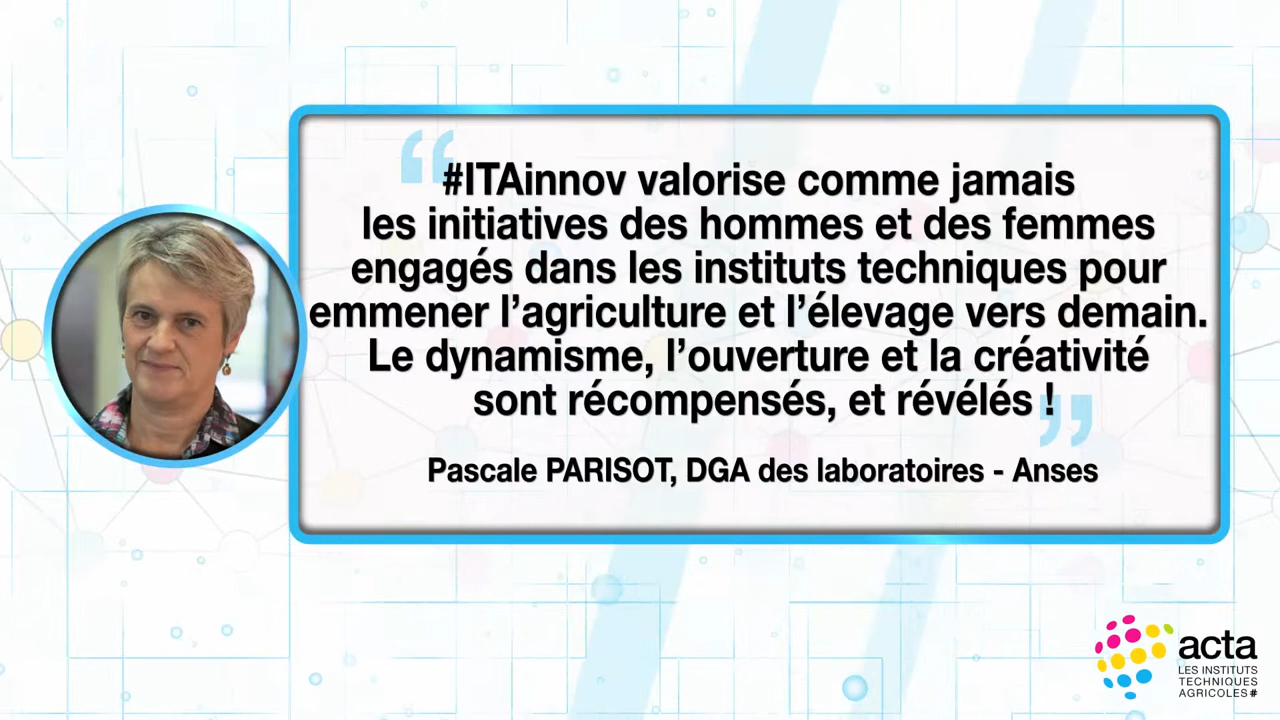 “#ITAinnov valorise comme jamais
les initiatives des hommes et des femmes
engagés dans les instituts techniques pour
emmener l’agriculture et l’élevage vers demain.
Le dynamisme, l’ouverture et la créativité
sont récompensés, et révélés !”
Pascale PARISOT, DGA des laboratoires - Anses
acta
LES INSTITUTS
TECHNIQUES
AGRICOLES#